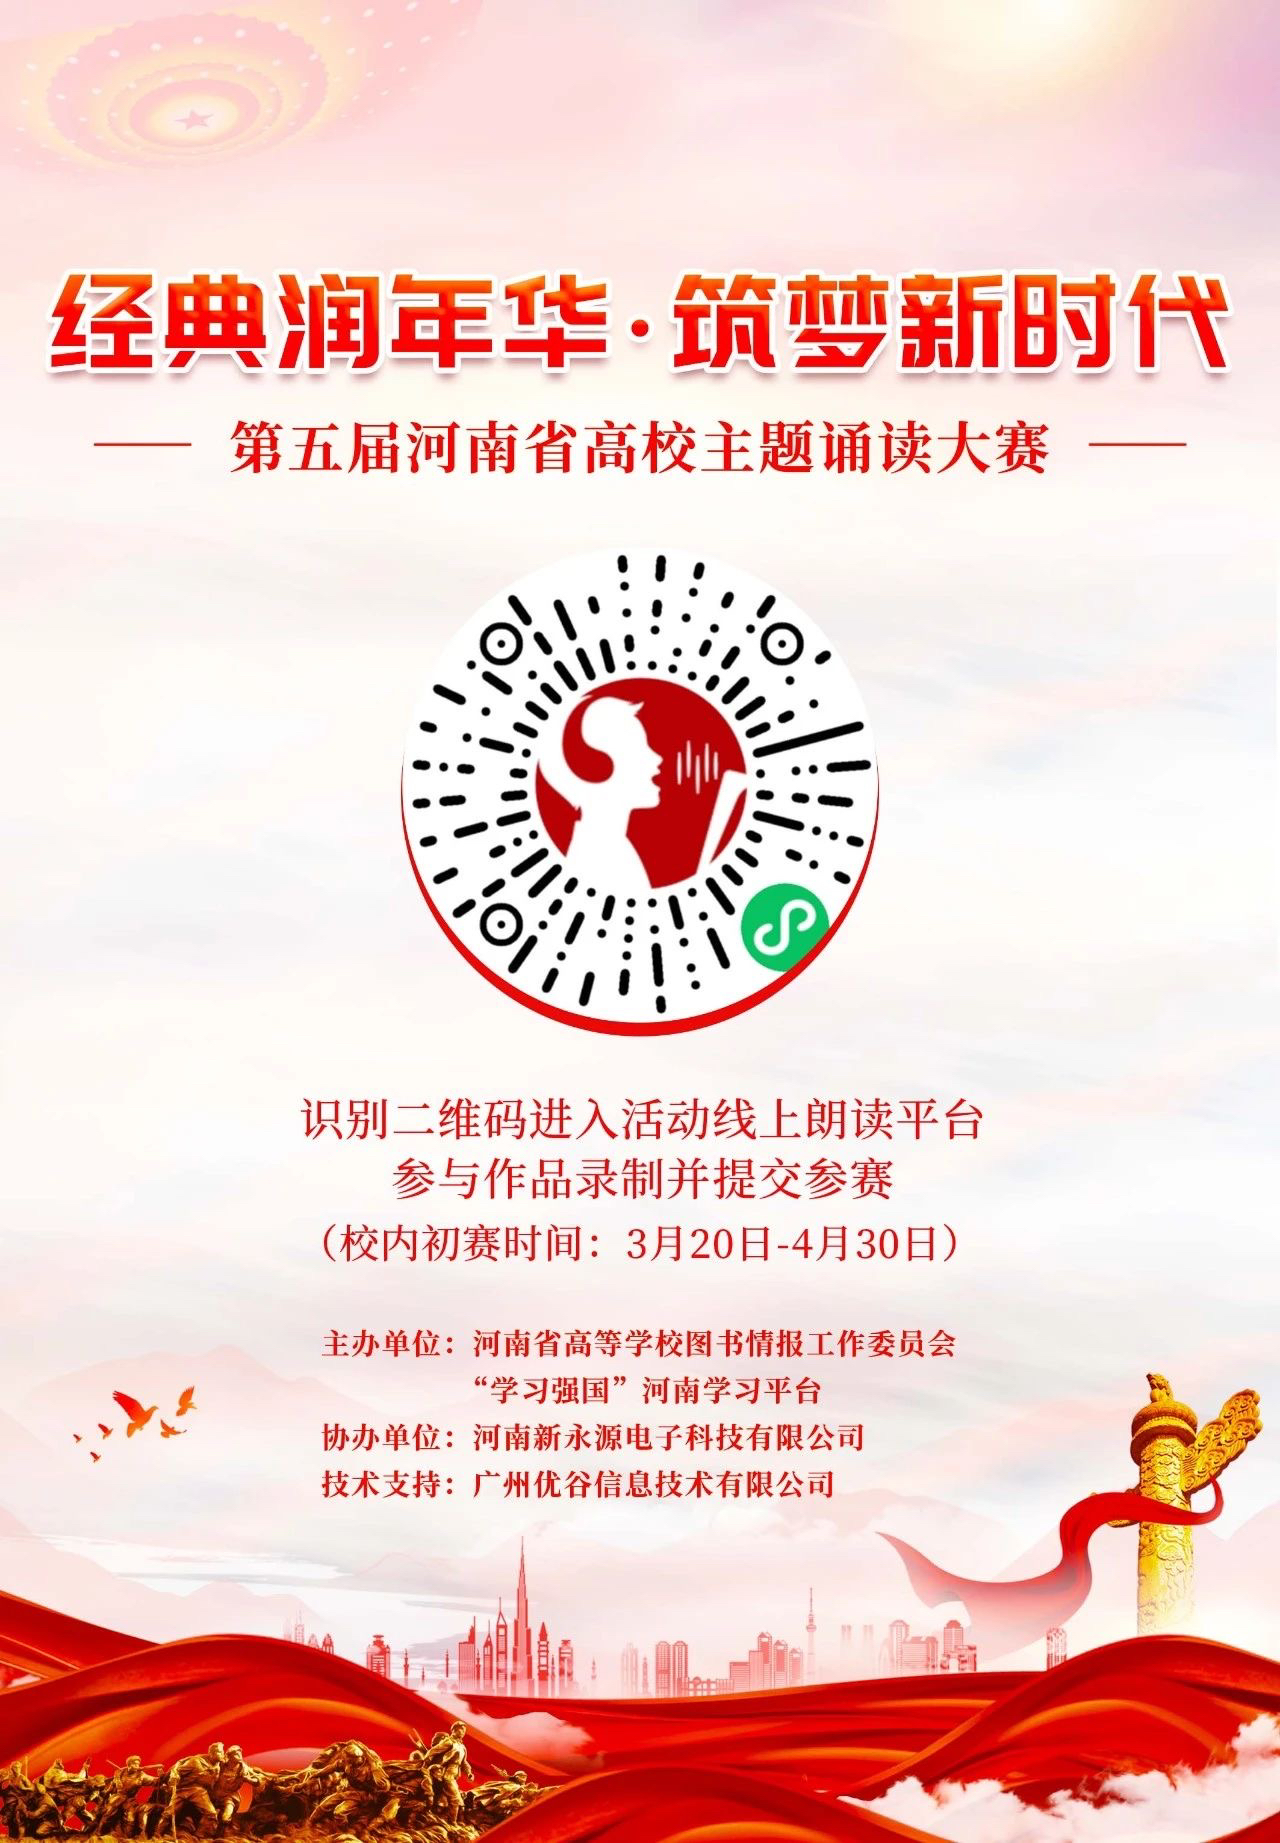 经典润年华·筑梦新时代
第五届河南省高校主题诵读大赛
识别二维码进入活动线上朗读平台
参与作品录制并提交参赛
（校内初赛时间：3月20日-4月30日）
主办单位：河南省高等学校图书情报工作委员会
“学习强国”河南学习平台
协办单位：河南新永源电子科技有限公司
技术支持：广州优谷信息技术有限公司